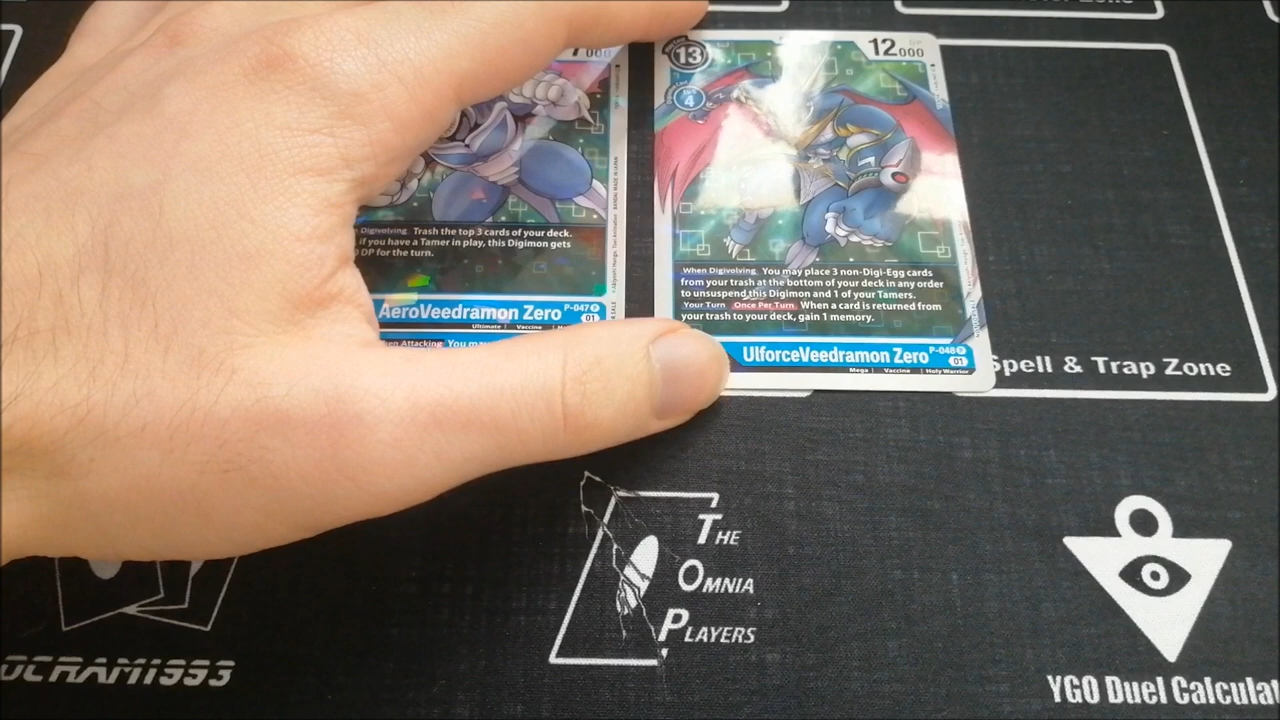 000
Digivolving Trash the top 3 cards of your deck.
if you have a Tamer in play, this Digimon gets
DP for the turn.
AeroVeedramon Zero P-047 P
01
Ultimate Vaccine
Attacking You may
13
DP
12000
4
When Digivolving You may place 3 non-Digi-Egg cards
from your trash at the bottom of your deck in any order
to unsuspend this Digimon and 1 of your Tamers.
Your Turn Once Per Turn When a card is returned from
your trash to your deck, gain 1 memory.
UlforceVeedramon Zero P-048 P
01
Mega Vaccine Holy Warrior
Spell & Trap Zone
THE
OMNIA
PLAYERS
OCRAM1993
YGO Duel Calculat